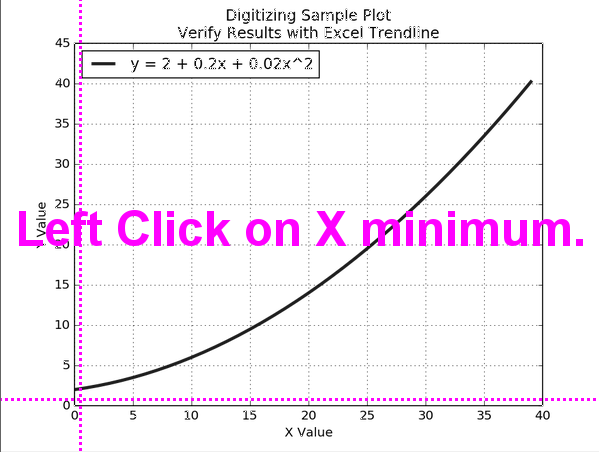 Digitizing Sample Plot
Verify Results with Excel Trendline
y = 2 + 0.2x + 0.02x^2
45
40
35
30
25
20
15
10
5
0
Y Value
Left Click on X minimum.
0 5 10 15 20 25 30 35 40
X Value